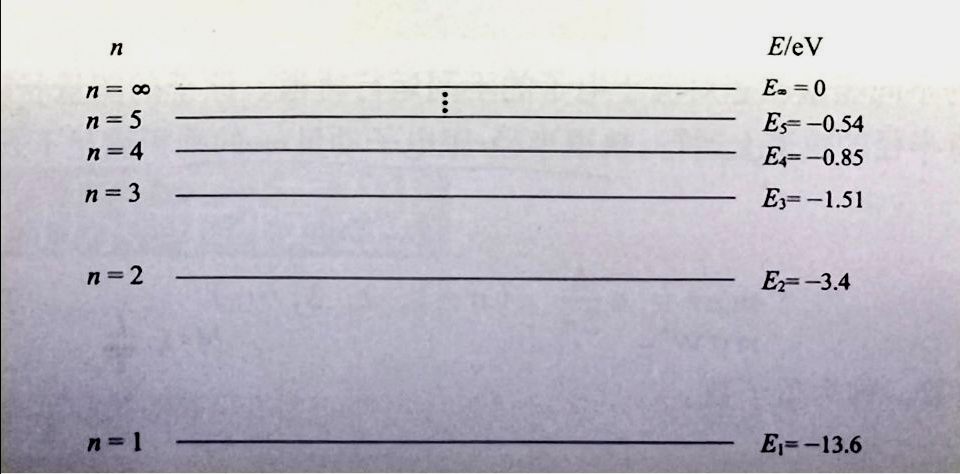 n E/eV
n = ∞ E∞ = 0
n = 5 E5= −0.54
n = 4 E4= −0.85
n = 3 E3= −1.51
n = 2 E2= −3.4
n = 1 E1= −13.6